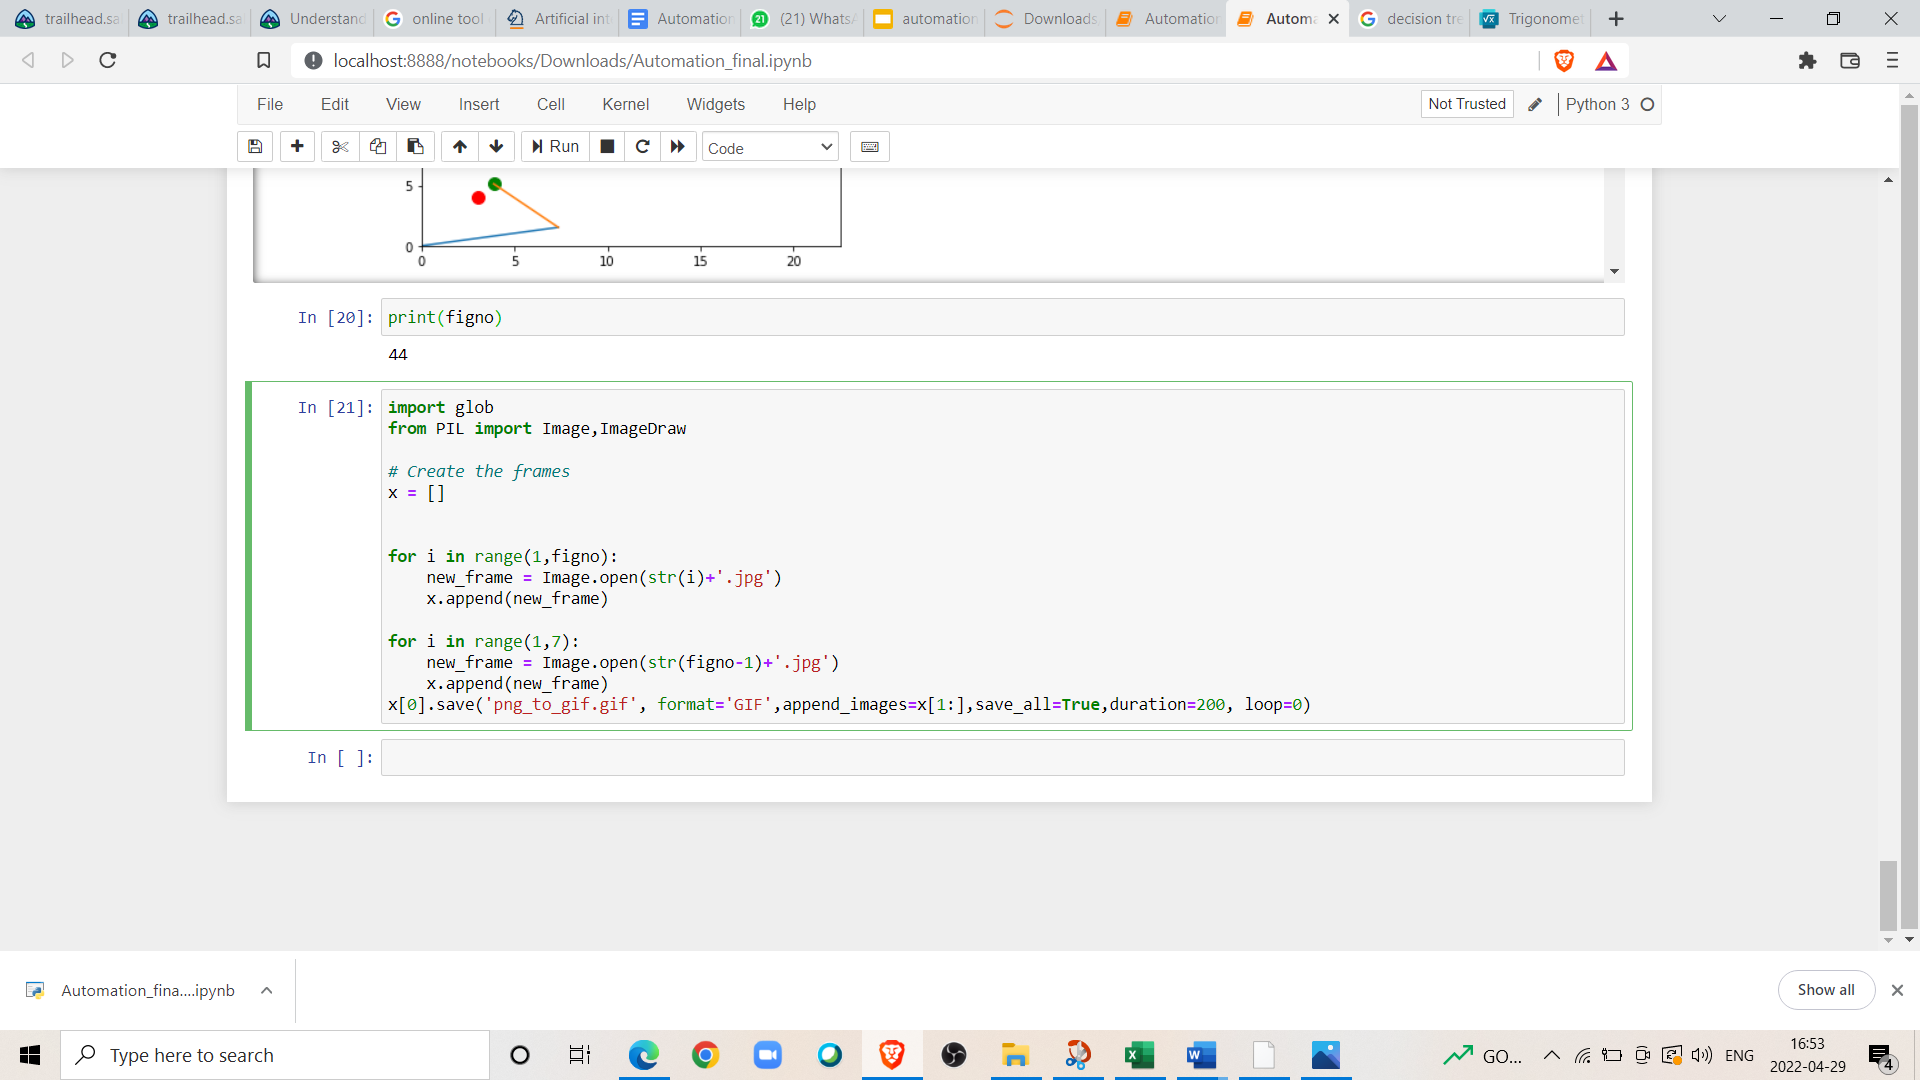 trailhead.sa
trailhead.sa
Understand
online tool
Artificial int
Automation
(21) WhatsA
automation
Downloads
Automation
Automa
decision tre
Trigonomet
localhost:8888/notebooks/Downloads/Automation_final.ipynb
File Edit View Insert Cell Kernel Widgets Help
Not Trusted
Python 3
Run
Code
5
0
0 5 10 15 20
In [20]: print(figno)
44
In [21]: import glob
from PIL import Image,ImageDraw
# Create the frames
x = []
for i in range(1,figno):
new_frame = Image.open(str(i)+'.jpg')
x.append(new_frame)
for i in range(1,7):
new_frame = Image.open(str(figno-1)+'.jpg')
x.append(new_frame)
x[0].save('png_to_gif.gif', format='GIF',append_images=x[1:],save_all=True,duration=200, loop=0)
In [ ]:
Automation_fina....ipynb
Show all
Type here to search
GO...
ENG
16:53
2022-04-29
4